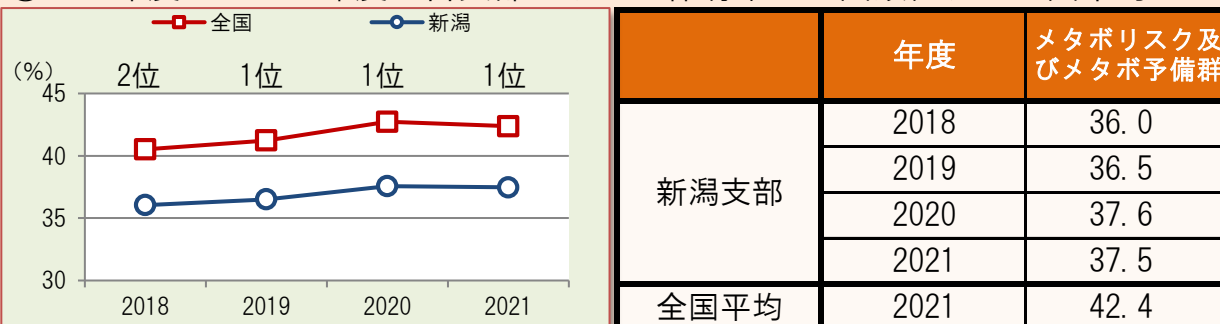 全国 新潟
(%) 2位 1位 1位 1位
45
40
35
30
2018 2019 2020 2021
年度 メタボリスク及
びメタボ予備群
新潟支部
2018 36.0
2019 36.5
2020 37.6
2021 37.5
全国平均 2021 42.4